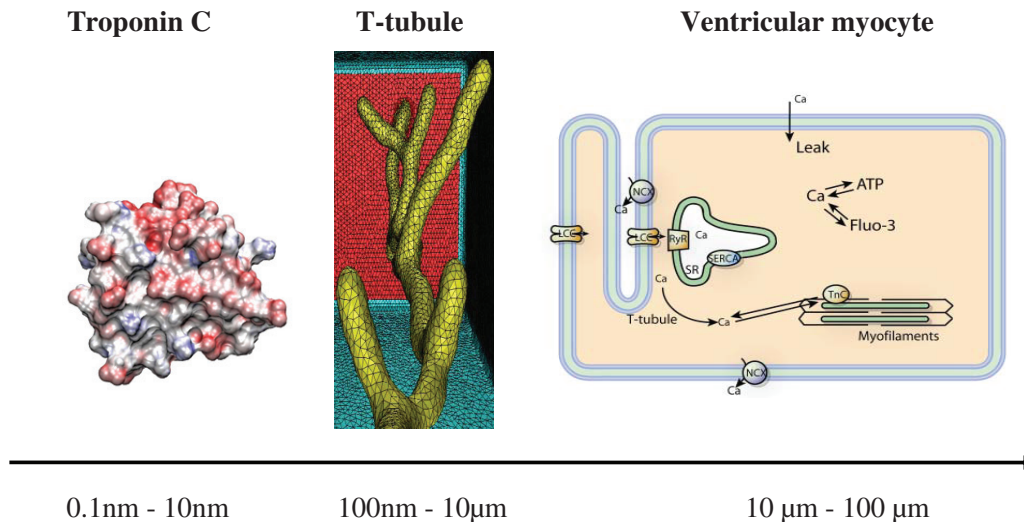 Troponin C
T-tubule
Ventricular myocyte
Ca
Leak
ATP
Ca
Fluo-3
NCX
Ca
LCC
LCC
RyR
Ca
SERCA
SR
Ca
T-tubule
Ca
TnC
Myofilaments
NCX
Ca
0.1nm - 10nm
100nm - 10µm
10 µm - 100 µm